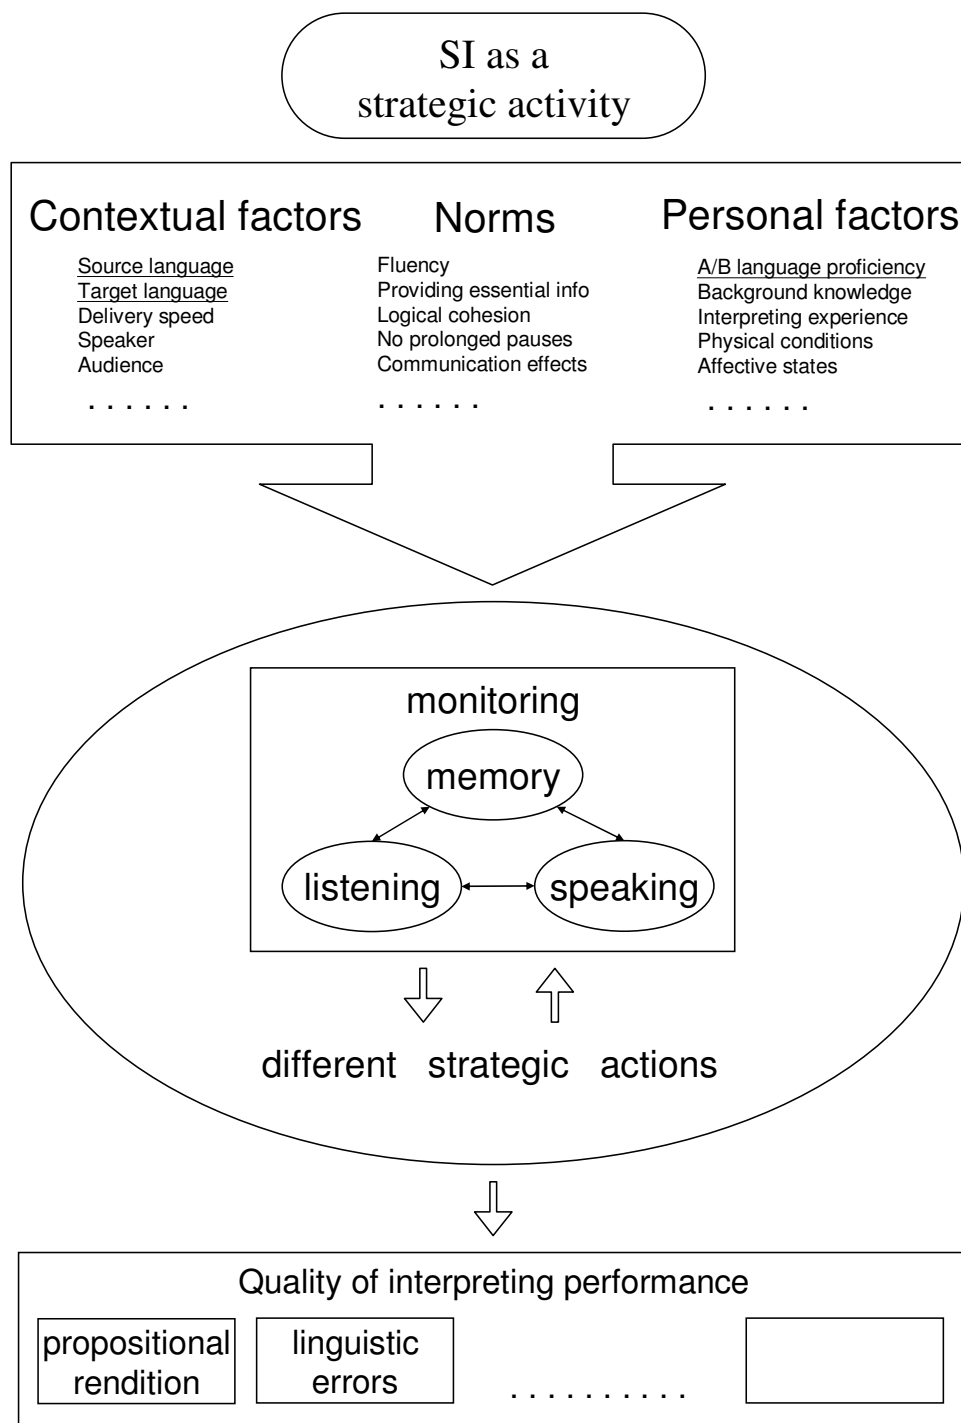 SI as a
strategic activity
Contextual factors
Source language
Target language
Delivery speed
Speaker
Audience
. . . . . .
Norms
Fluency
Providing essential info
Logical cohesion
No prolonged pauses
Communication effects
. . . . . .
Personal factors
A/B language proficiency
Background knowledge
Interpreting experience
Physical conditions
Affective states
. . . . . .
monitoring
memory
listening
speaking
different strategic actions
Quality of interpreting performance
propositional
rendition
linguistic
errors
. . . . . . . . . .